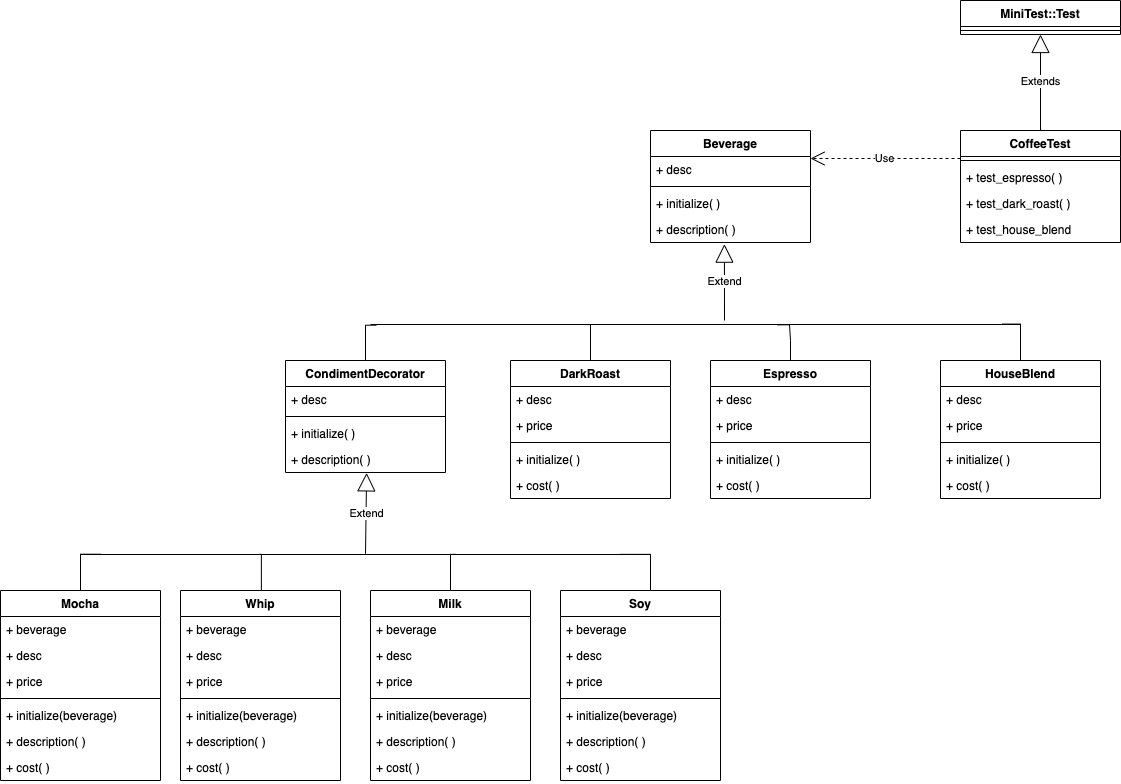 MiniTest::Test
Extends
Beverage
+ desc
+ initialize( )
+ description( )
Use
CoffeeTest
+ test_espresso( )
+ test_dark_roast( )
+ test_house_blend
Extend
CondimentDecorator
+ desc
+ initialize( )
+ description( )
DarkRoast
+ desc
+ price
+ initialize( )
+ cost( )
Espresso
+ desc
+ price
+ initialize( )
+ cost( )
HouseBlend
+ desc
+ price
+ initialize( )
+ cost( )
Extend
Mocha
+ beverage
+ desc
+ price
+ initialize(beverage)
+ description( )
+ cost( )
Whip
+ beverage
+ desc
+ price
+ initialize(beverage)
+ description( )
+ cost( )
Milk
+ beverage
+ desc
+ price
+ initialize(beverage)
+ description( )
+ cost( )
Soy
+ beverage
+ desc
+ price
+ initialize(beverage)
+ description( )
+ cost( )